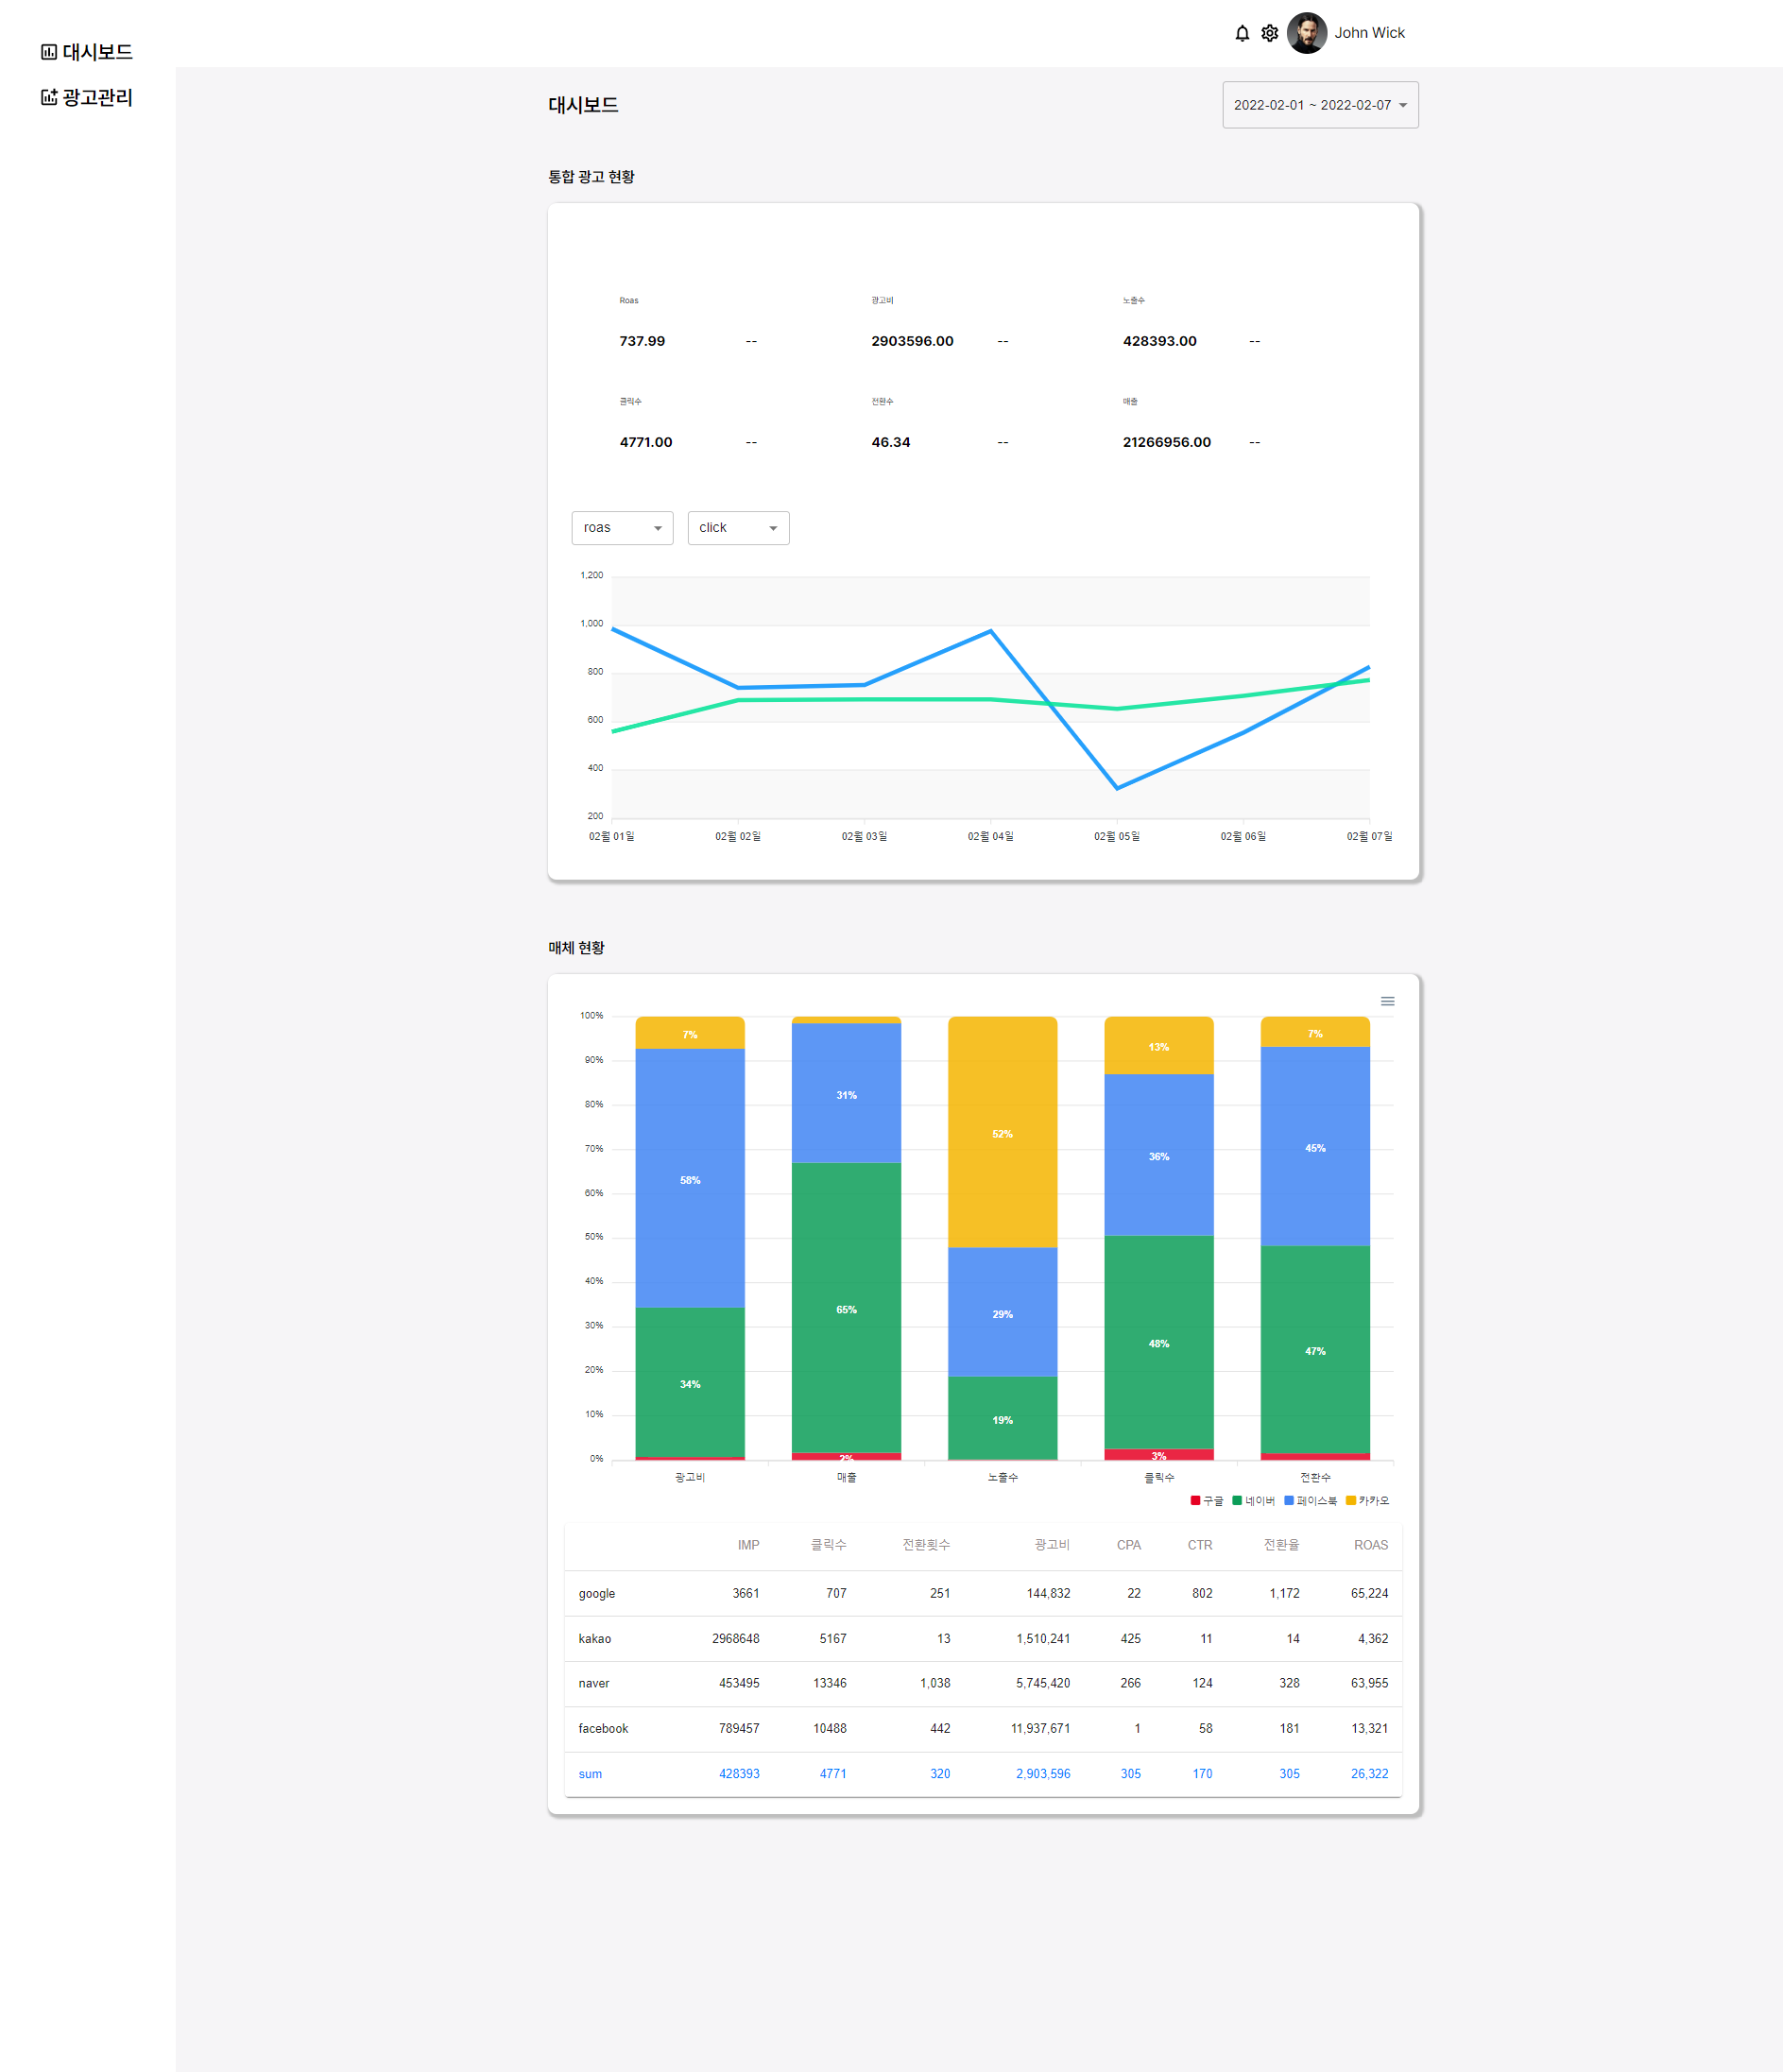 John Wick
대시보드
광고관리
대시보드
2022-02-01 ~ 2022-02-07
통합 광고 현황
Roas 광고비 노출수
737.99 -- 2903596.00 -- 428393.00 --
클릭수 전환수 매출
4771.00 -- 46.34 -- 21266956.00 --
roas click
1,200
1,000
800
600
400
200
02월 01일 02월 02일 02월 03일 02월 04일 02월 05일 02월 06일 02월 07일
매체 현황
100%
90%
80%
70%
60%
50%
40%
30%
20%
10%
0%
7% 58% 34%
31% 65% 2%
52% 29% 19%
13% 36% 48% 3%
7% 45% 47%
광고비 매출 노출수 클릭수 전환수
구글 네이버 페이스북 카카오
IMP 클릭수 전환횟수 광고비 CPA CTR 전환율 ROAS
google 3661 707 251 144,832 22 802 1,172 65,224
kakao 2968648 5167 13 1,510,241 425 11 14 4,362
naver 453495 13346 1,038 5,745,420 266 124 328 63,955
facebook 789457 10488 442 11,937,671 1 58 181 13,321
sum 428393 4771 320 2,903,596 305 170 305 26,322